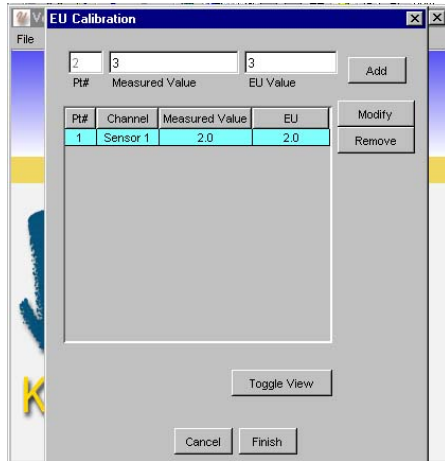 EU Calibration
File
2 3 3 Add
Pt# Measured Value EU Value
Pt# Channel Measured Value EU Modify
1 Sensor 1 2.0 2.0 Remove
Toggle View
K
Cancel Finish